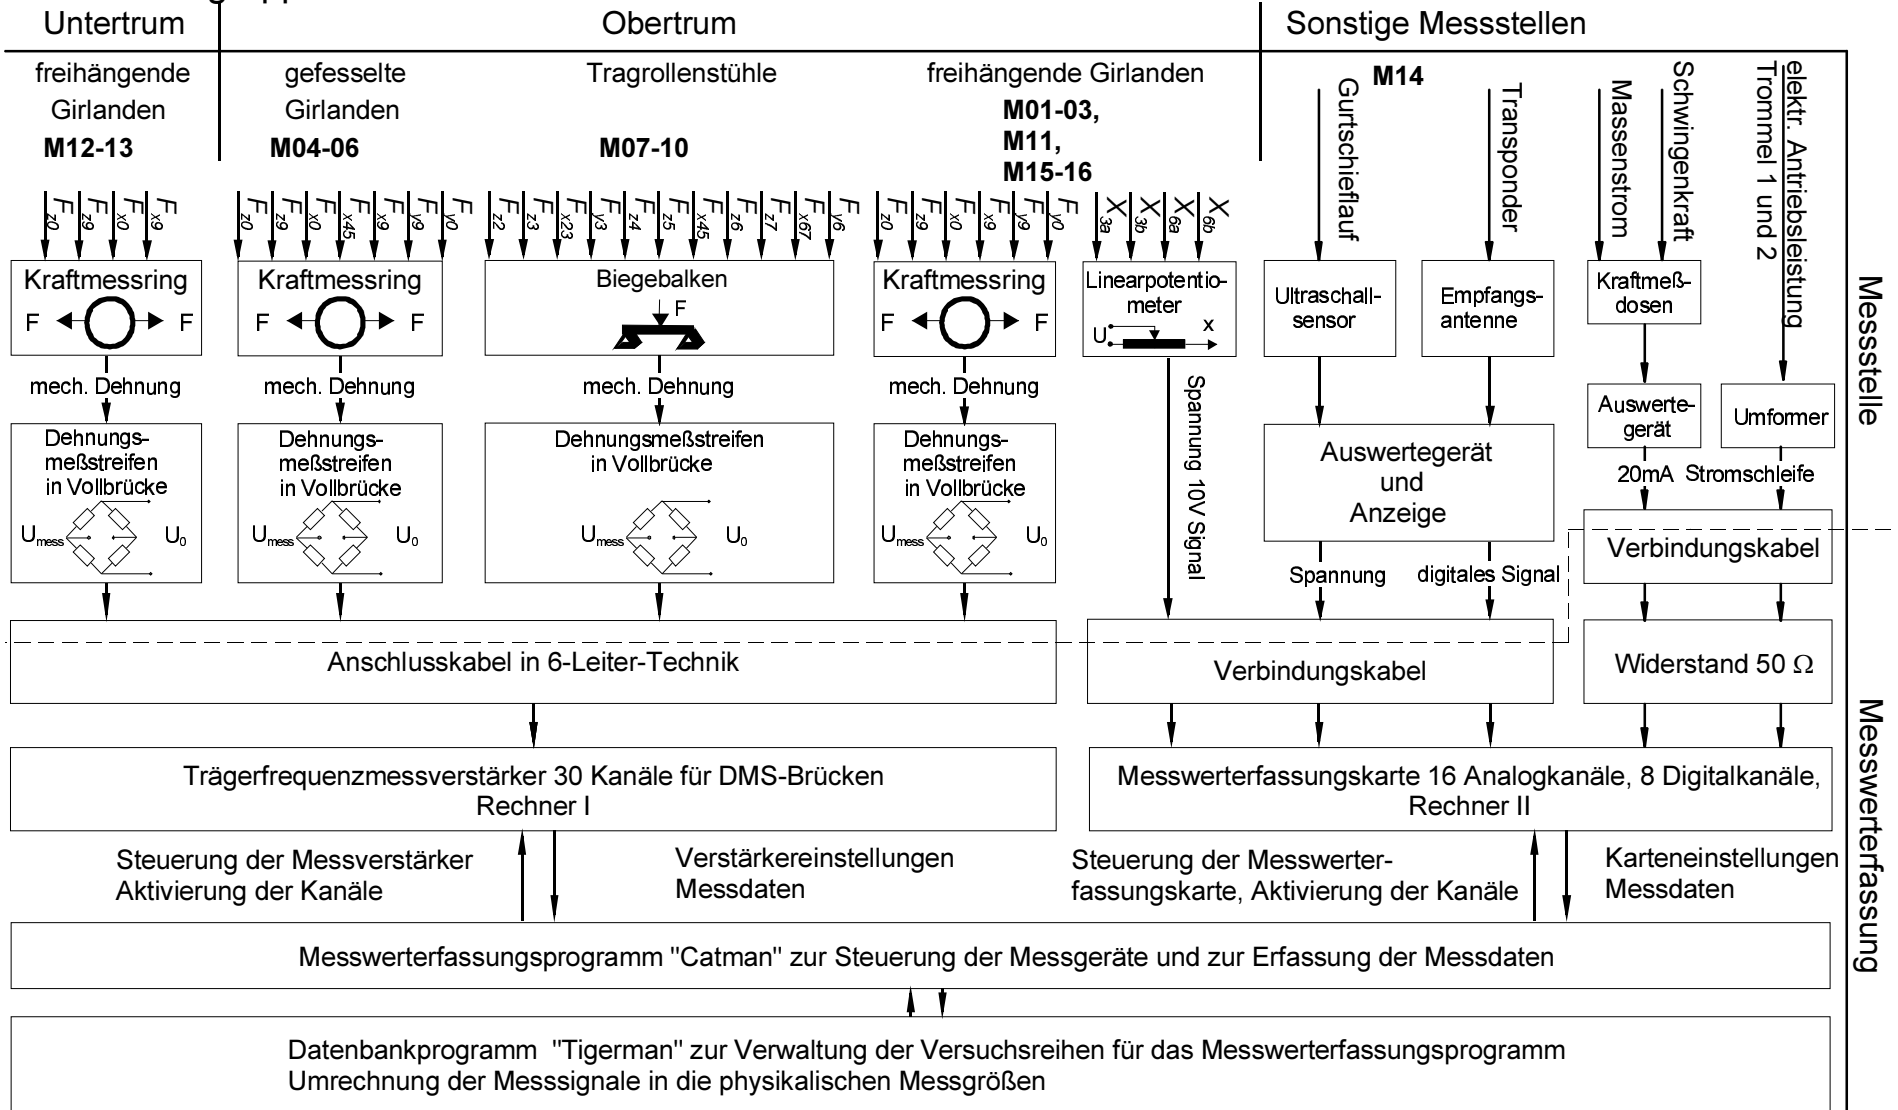 Untertrum
Obertrum
Sonstige Messstellen
freihängende
Girlanden
M12-13
gefesselte
Girlanden
M04-06
Tragrollenstühle
M07-10
freihängende Girlanden
M01-03,
M11,
M15-16
M14
Gurtschieflauf
Transponder
Massenstrom
Schwingenkraft
elektr. Antriebsleistung
Trommel 1 und 2
Fz0 Fz9 Fx0 Fx9
Fz0 Fz9 Fx0 Fx45 Fx9 Fy9 Fy0
Fz2 Fz3 Fx23 Fy3 Fz4 Fz5 Fx45 Fz6 Fz7 Fx67 Fy6
Fz0 Fz9 Fx0 Fx9 Fy9 Fy0
X3a X3b X6a X6b
Kraftmessring
F F
Kraftmessring
F F
Biegebalken
F
Kraftmessring
F F
Linearpotentio-
meter
U x
Ultraschall-
sensor
Empfangs-
antenne
Kraftmeß-
dosen
Messstelle
mech. Dehnung
mech. Dehnung
mech. Dehnung
mech. Dehnung
Spannung 10V Signal
Auswerte-
gerät
Umformer
Dehnungs-
meßstreifen
in Vollbrücke
Umess U0
Dehnungs-
meßstreifen
in Vollbrücke
Umess U0
Dehnungsmeßstreifen
in Vollbrücke
Umess U0
Dehnungs-
meßstreifen
in Vollbrücke
Umess U0
Auswertegerät
und
Anzeige
20mA Stromschleife
Verbindungskabel
Spannung
digitales Signal
Anschlusskabel in 6-Leiter-Technik
Verbindungskabel
Widerstand 50 Ω
Messwerterfassung
Trägerfrequenzmessverstärker 30 Kanäle für DMS-Brücken
Rechner I
Messwerterfassungskarte 16 Analogkanäle, 8 Digitalkanäle,
Rechner II
Steuerung der Messverstärker
Aktivierung der Kanäle
Verstärkereinstellungen
Messdaten
Steuerung der Messwerter-
fassungskarte, Aktivierung der Kanäle
Karteneinstellungen
Messdaten
Messwerterfassungsprogramm "Catman" zur Steuerung der Messgeräte und zur Erfassung der Messdaten
Datenbankprogramm "Tigerman" zur Verwaltung der Versuchsreihen für das Messwerterfassungsprogramm
Umrechnung der Messsignale in die physikalischen Messgrößen